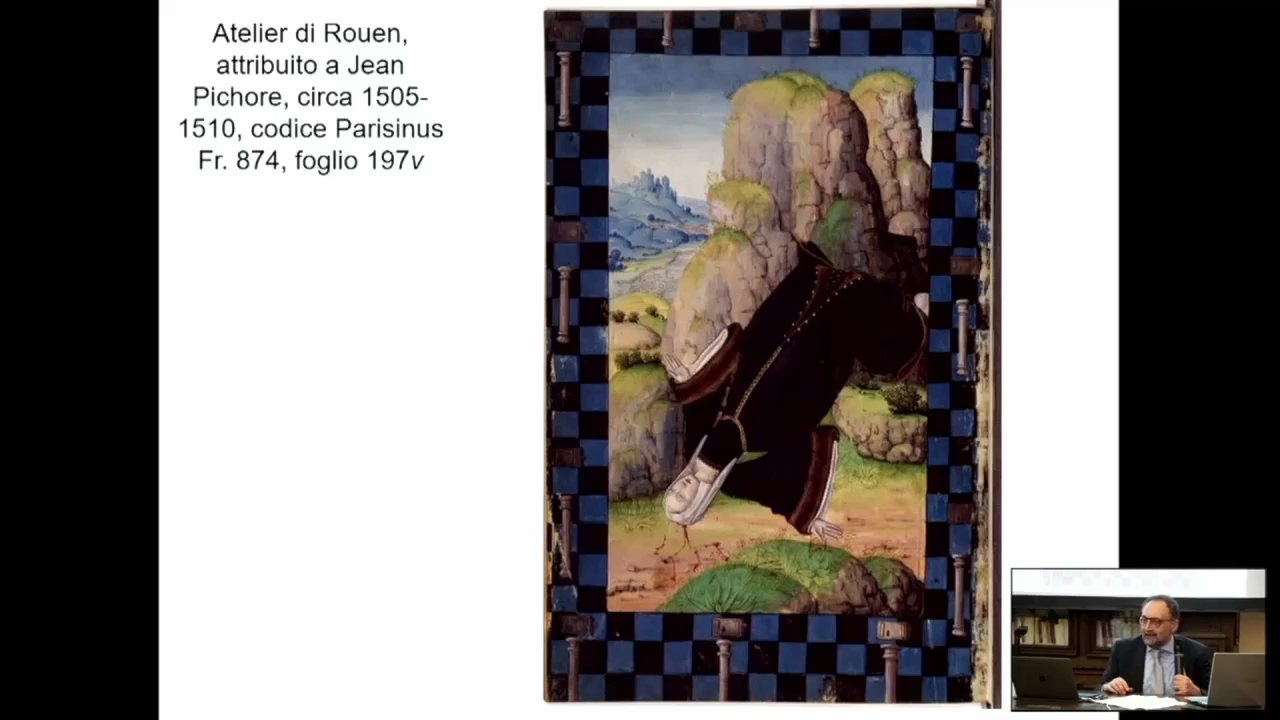 Atelier di Rouen,
attribuito a Jean
Pichore, circa 1505-
1510, codice Parisinus
Fr. 874, foglio 197v